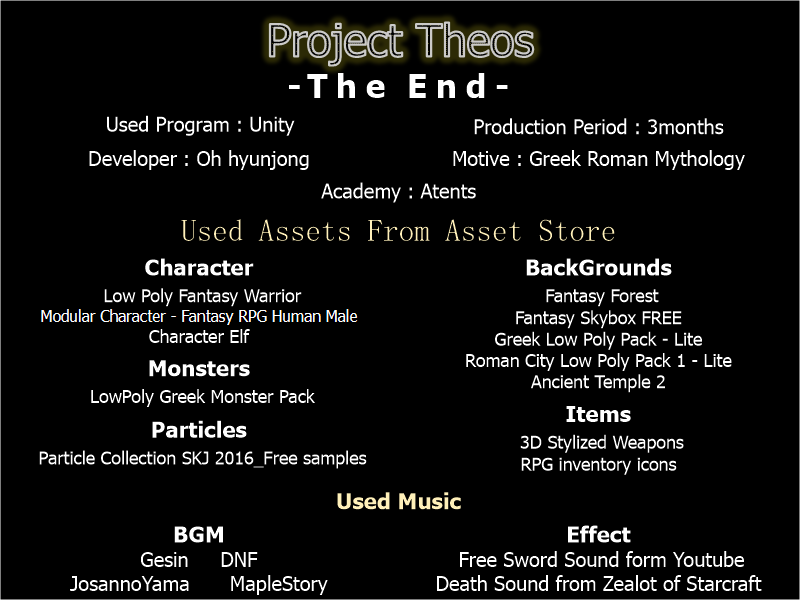 Project Theos
-The End-
Used Program : Unity
Production Period : 3months
Developer : Oh hyunjong
Motive : Greek Roman Mythology
Academy : Atents
Used Assets From Asset Store
Character
Low Poly Fantasy Warrior
Modular Character - Fantasy RPG Human Male
Character Elf
Monsters
LowPoly Greek Monster Pack
Particles
Particle Collection SKJ 2016_Free samples
BackGrounds
Fantasy Forest
Fantasy Skybox FREE
Greek Low Poly Pack - Lite
Roman City Low Poly Pack 1 - Lite
Ancient Temple 2
Items
3D Stylized Weapons
RPG inventory icons
Used Music
BGM
Gesin DNF
JosannoYama MapleStory
Effect
Free Sword Sound form Youtube
Death Sound from Zealot of Starcraft